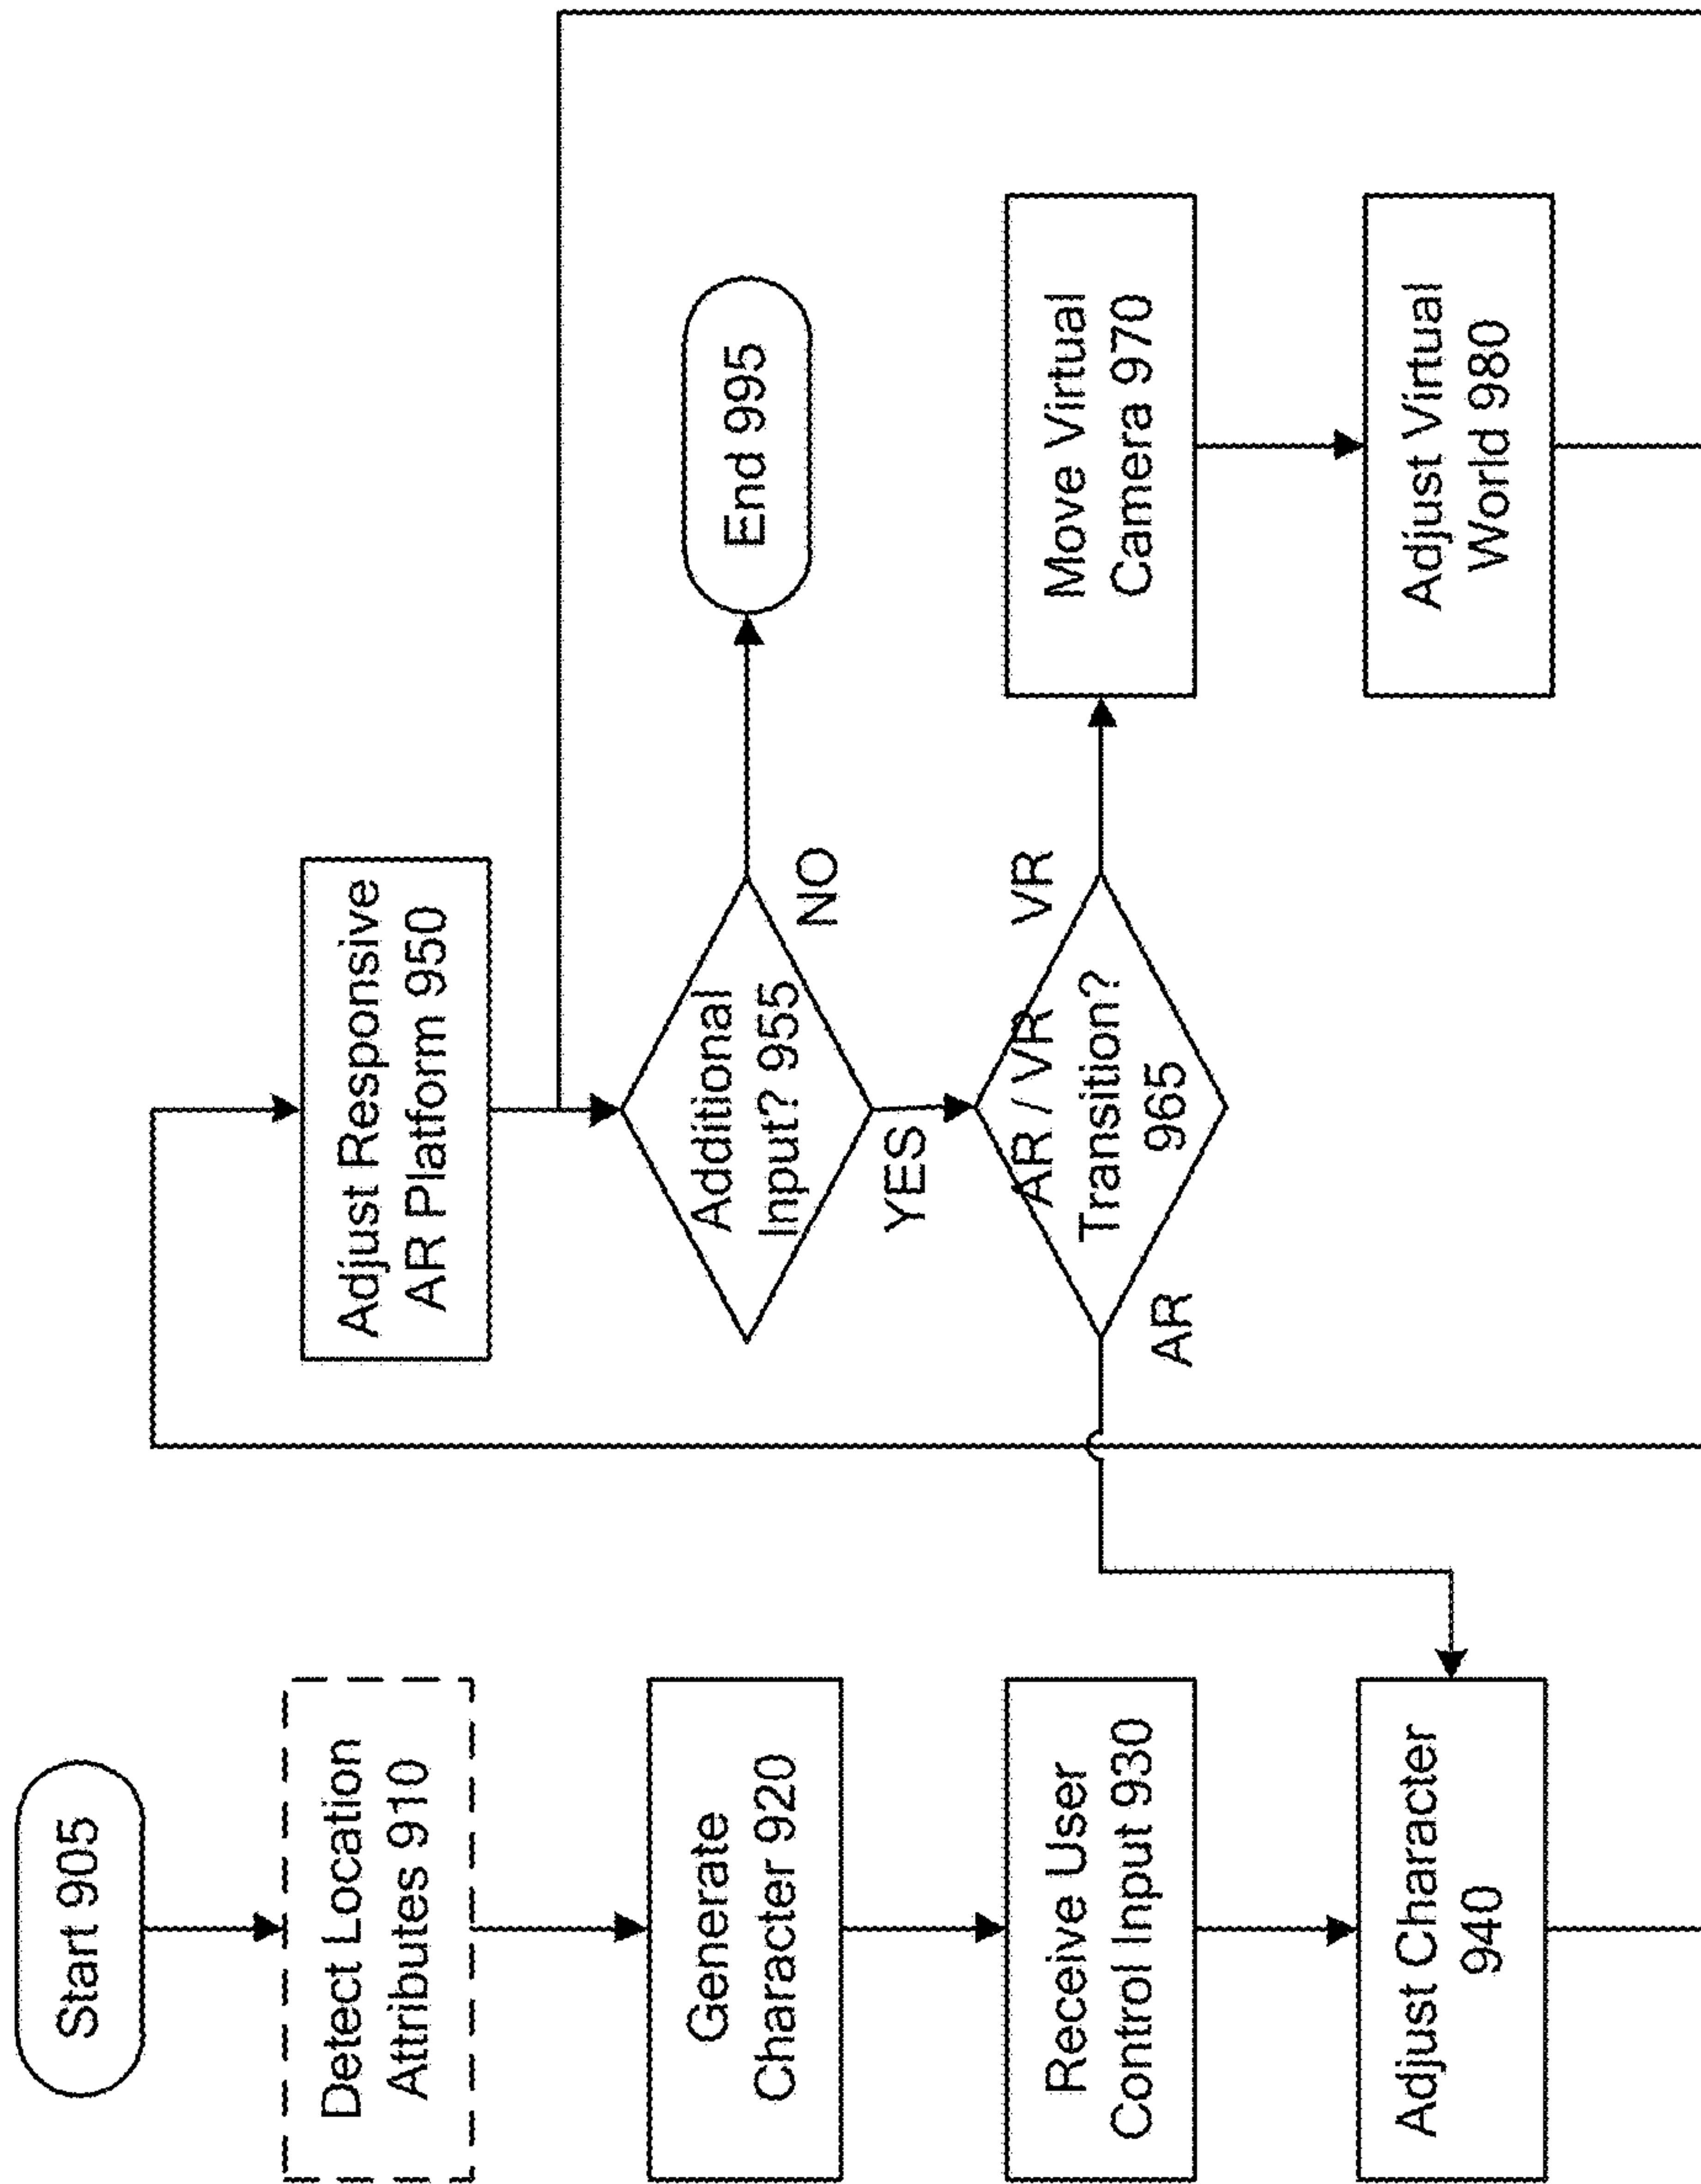 Start 905
Detect Location
Attributes 910
Generate
Character 920
Receive User
Control Input 930
Adjust Character
940
Adjust Responsive
AR Platform 950
Additional
Input? 955
NO
YES
End 995
AR / VR
Transition?
965
AR
VR
Move Virtual
Camera 970
Adjust Virtual
World 980